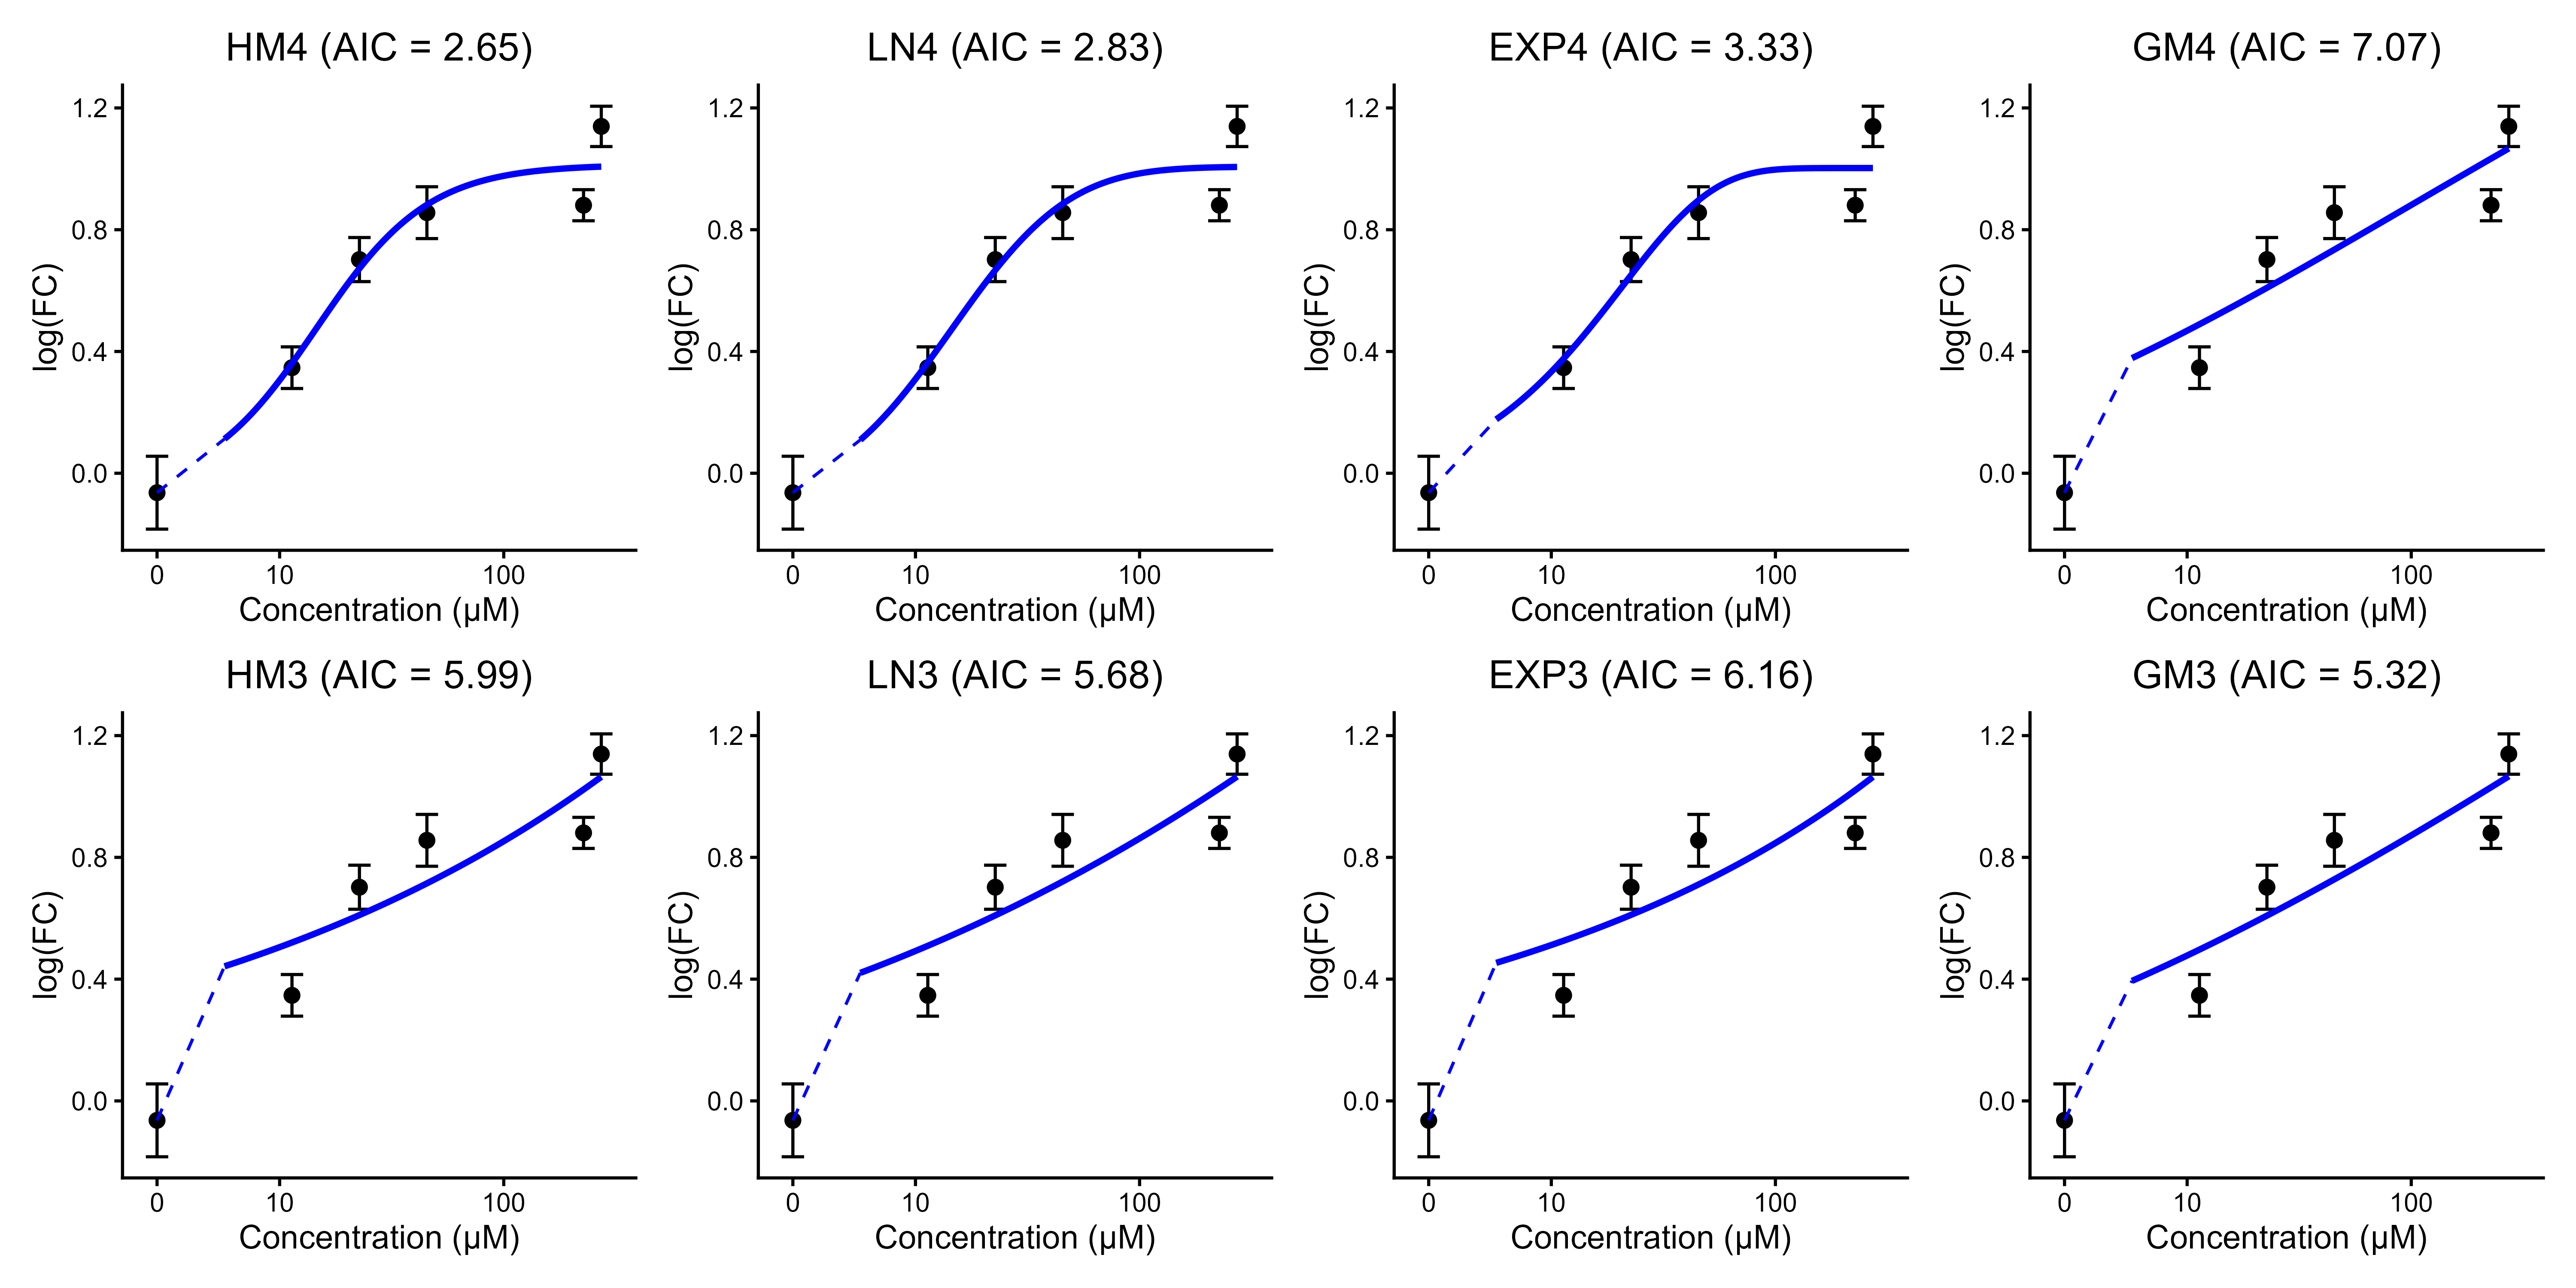 HM4 (AIC = 2.65)
log(FC)
1.2
0.8
0.4
0.0
0 10 100
Concentration (µM)
LN4 (AIC = 2.83)
log(FC)
1.2
0.8
0.4
0.0
0 10 100
Concentration (µM)
EXP4 (AIC = 3.33)
log(FC)
1.2
0.8
0.4
0.0
0 10 100
Concentration (µM)
GM4 (AIC = 7.07)
log(FC)
1.2
0.8
0.4
0.0
0 10 100
Concentration (µM)
HM3 (AIC = 5.99)
log(FC)
1.2
0.8
0.4
0.0
0 10 100
Concentration (µM)
LN3 (AIC = 5.68)
log(FC)
1.2
0.8
0.4
0.0
0 10 100
Concentration (µM)
EXP3 (AIC = 6.16)
log(FC)
1.2
0.8
0.4
0.0
0 10 100
Concentration (µM)
GM3 (AIC = 5.32)
log(FC)
1.2
0.8
0.4
0.0
0 10 100
Concentration (µM)